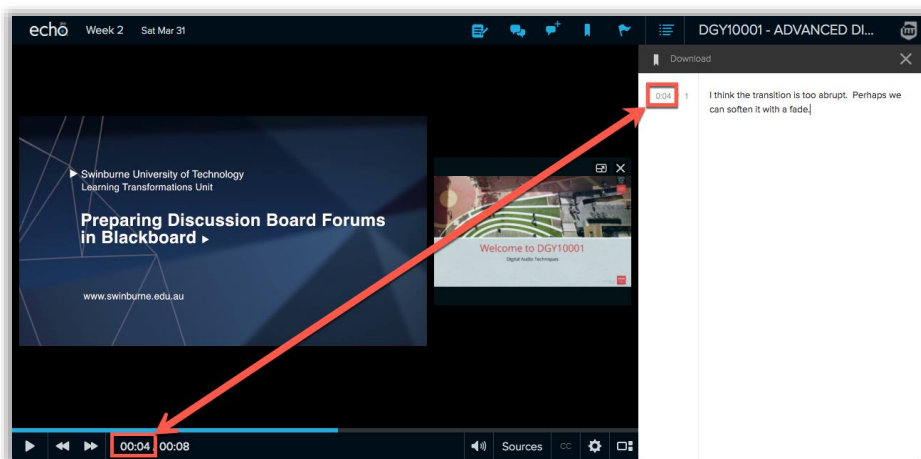 echo Week 2 Sat Mar 31 DGY10001 - ADVANCED DI...
Download
0:04 1 I think the transition is too abrupt. Perhaps we
can soften it with a fade.
Swinburne University of Technology
Learning Transformations Unit
Preparing Discussion Board Forums
in Blackboard
www.swinburne.edu.au
Welcome to DGY10001
Digital Audio Techniques
00:04 / 00:08 Sources CC